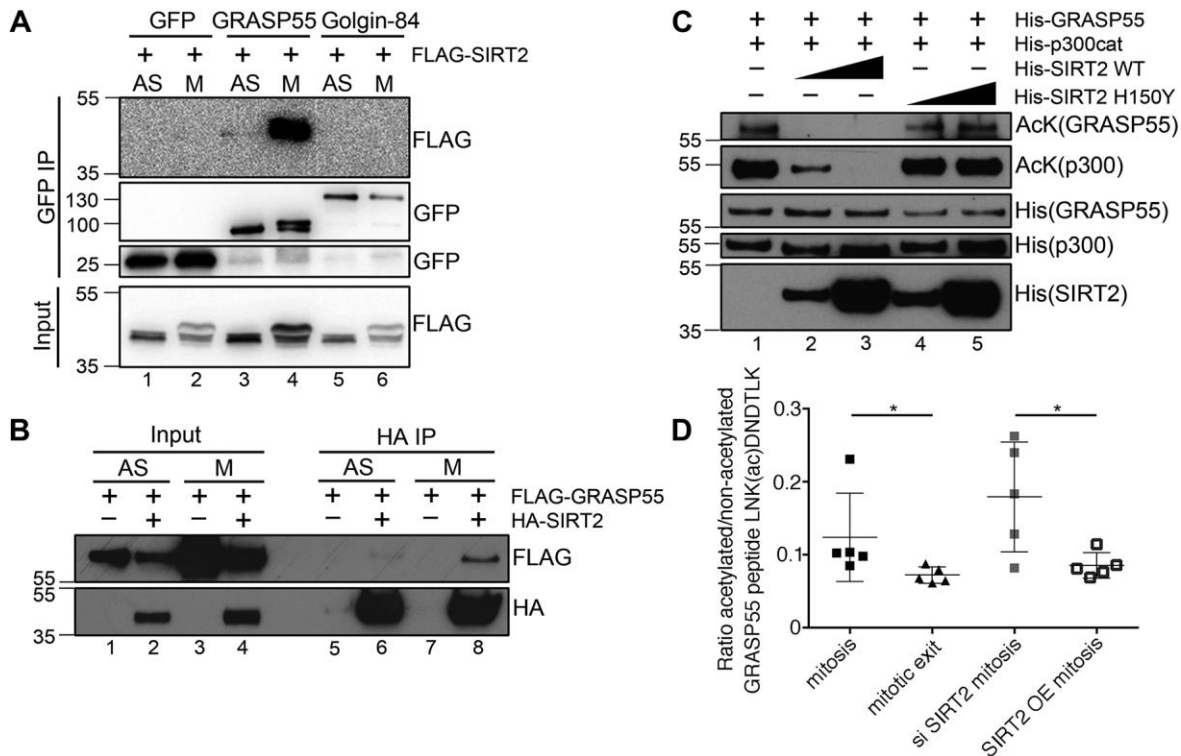 A
GFP GRASP55 Golgin-84
+ + + + + + FLAG-SIRT2
AS M AS M AS M
GFP IP
55
35
FLAG
130
100
GFP
25
GFP
Input
55
35
FLAG
1 2 3 4 5 6
B
Input HA IP
AS M AS M
+ + + + + + + + FLAG-GRASP55
− + − + − + − + HA-SIRT2
55
FLAG
55
35
HA
1 2 3 4 5 6 7 8
C
+ + + + + His-GRASP55
+ + + + + His-p300cat
− − − His-SIRT2 WT
− − − His-SIRT2 H150Y
55 AcK(GRASP55)
55 AcK(p300)
55 His(GRASP55)
55 His(p300)
55
35
His(SIRT2)
1 2 3 4 5
D
Ratio acetylated/non-acetylated
GRASP55 peptide LNK(ac)DNDTLK
0.3
0.2
0.1
0
* *
mitosis
mitotic exit
si SIRT2 mitosis
SIRT2 OE mitosis